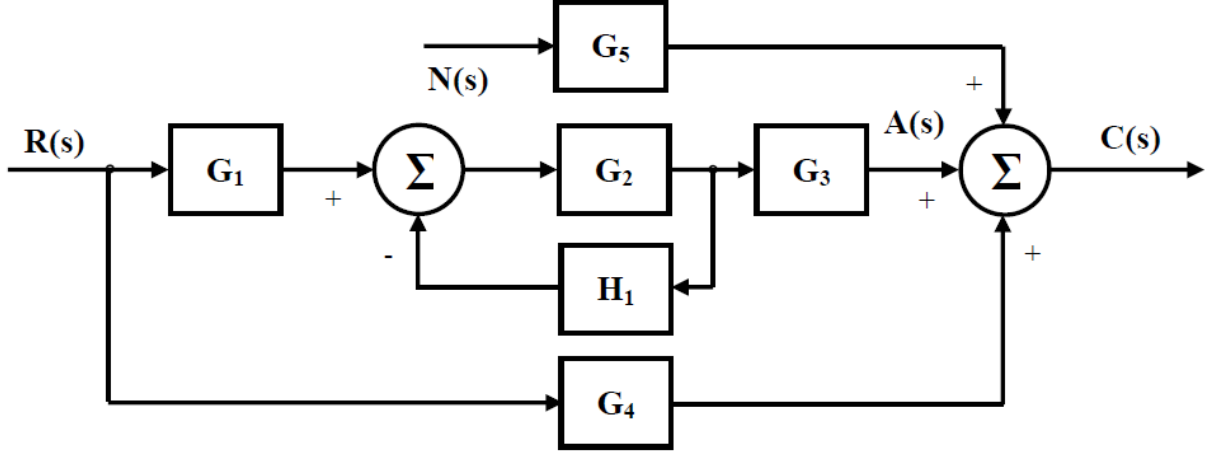 G₅
N(s)
+
R(s)
A(s)
C(s)
G₁
Σ
G₂
G₃
Σ
+
+
-
+
H₁
G₄